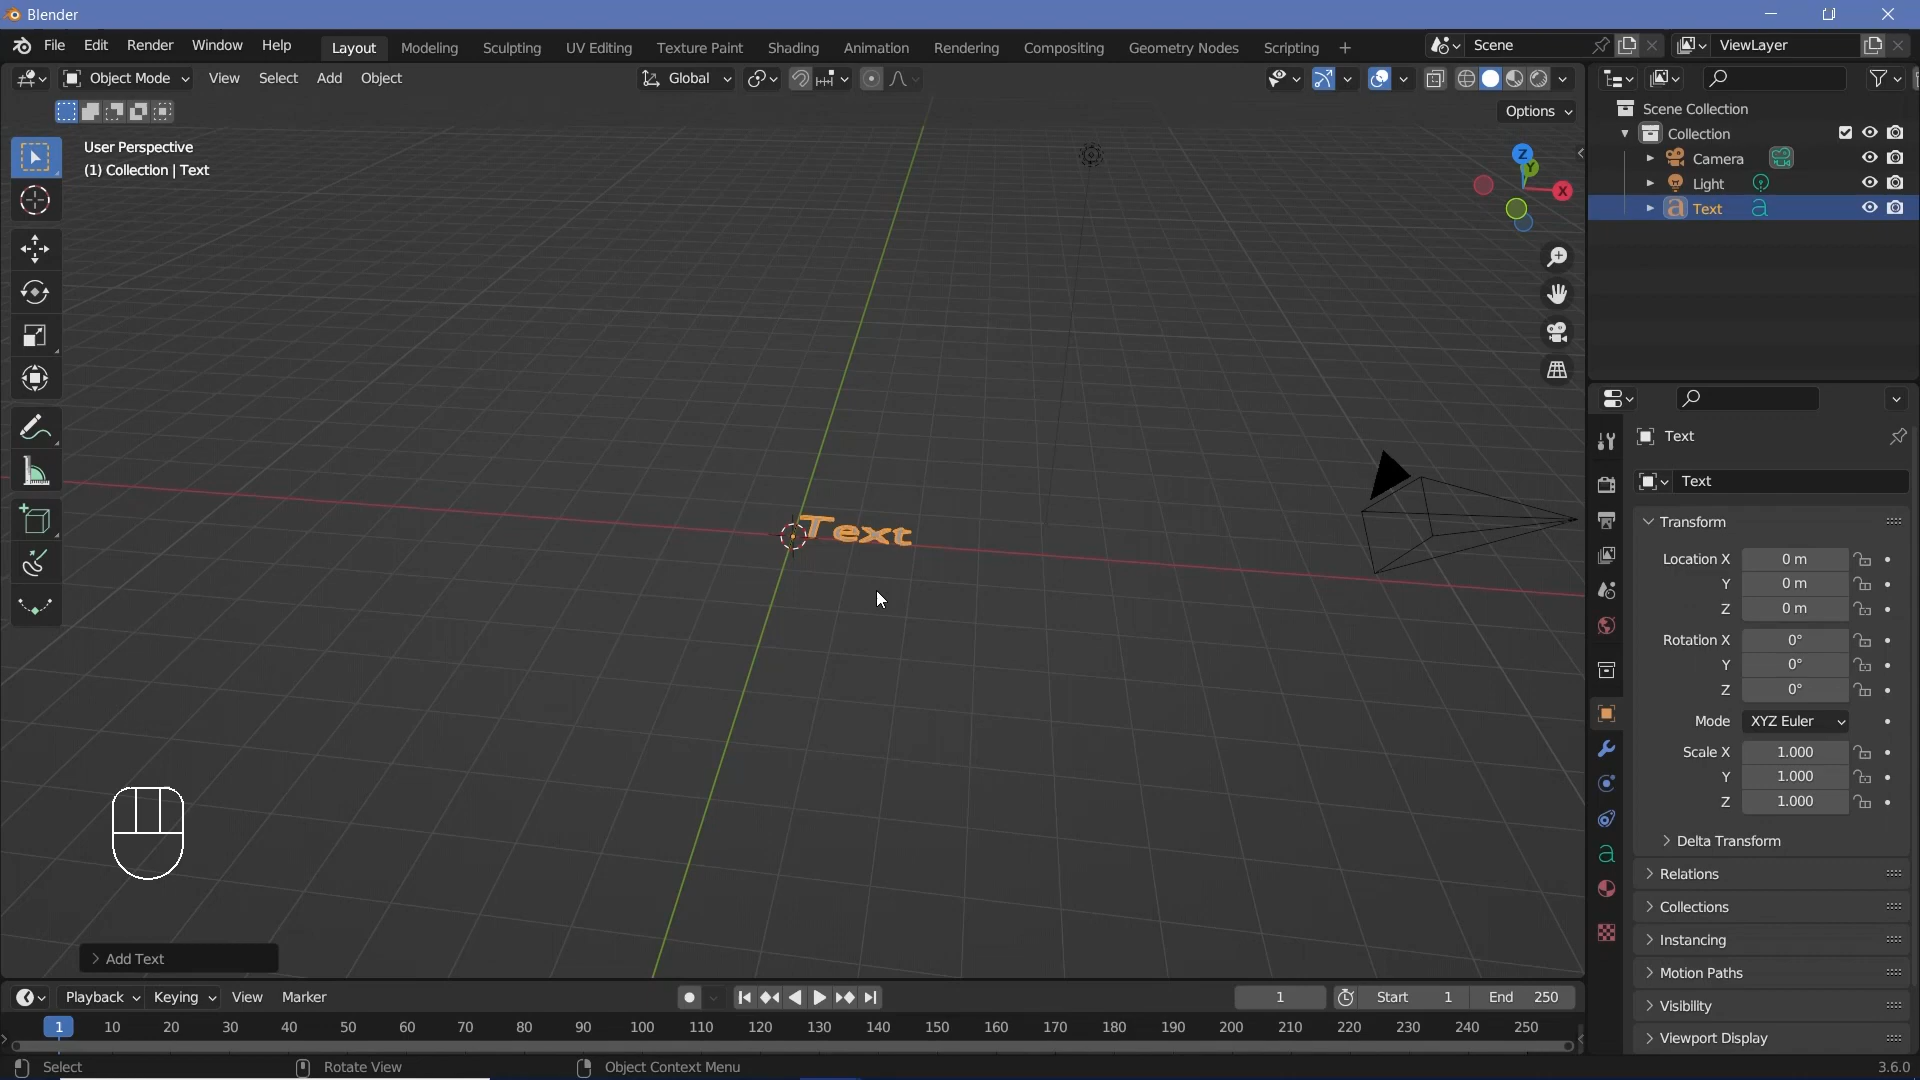 Blender
File Edit Render Window Help Layout Modeling Sculpting UV Editing Texture Paint Shading Animation Rendering Compositing Geometry Nodes Scripting + Scene ViewLayer
Object Mode View Select Add Object Global
Options
User Perspective
(1) Collection | Text
Z
Y
X
Text
Add Text
Scene Collection
Collection
Camera
Light
Text
Text
Text
Transform
Location X 0 m
Y 0 m
Z 0 m
Rotation X 0°
Y 0°
Z 0°
Mode XYZ Euler
Scale X 1.000
Y 1.000
Z 1.000
Delta Transform
Relations
Collections
Instancing
Motion Paths
Visibility
Viewport Display
Playback Keying View Marker 1 Start 1 End 250
1 10 20 30 40 50 60 70 80 90 100 110 120 130 140 150 160 170 180 190 200 210 220 230 240 250
Select Rotate View Object Context Menu 3.6.0